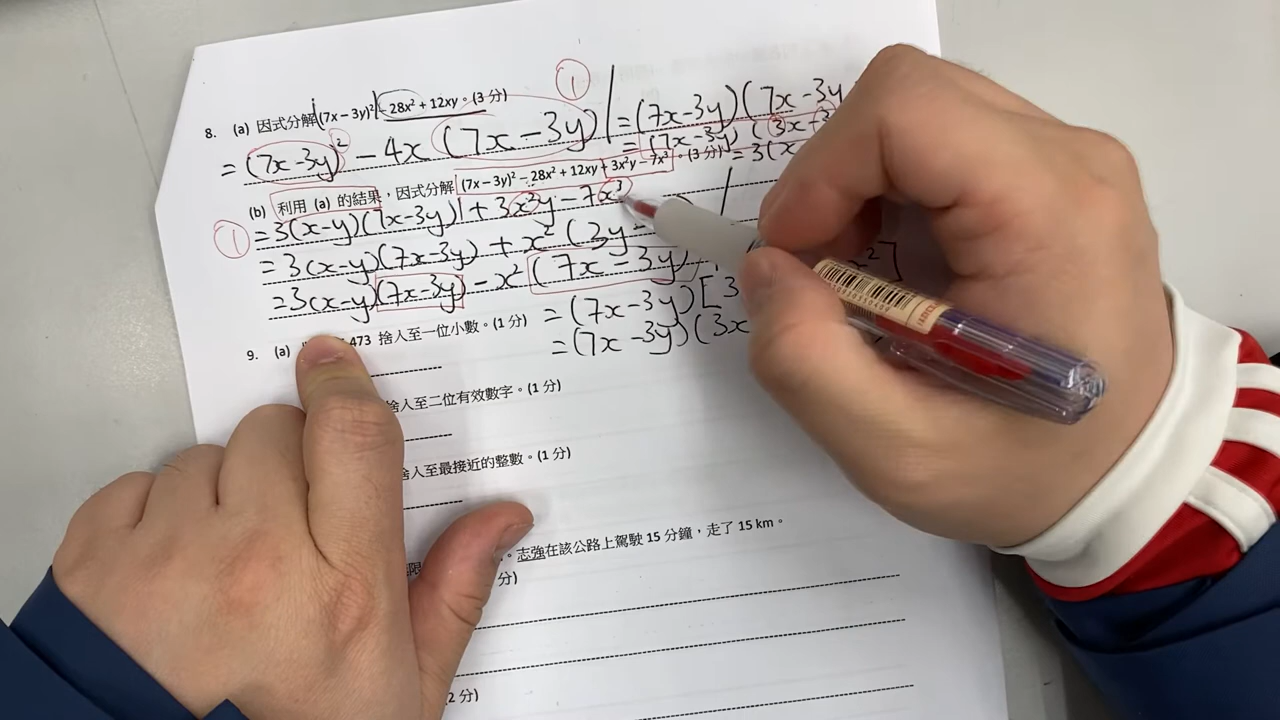 8. (a) 因式分解 (7x − 3y)² − 28x² + 12xy。(3 分)
①
= (7x-3y)² - 4x (7x-3y)
= (7x-3y)(7x-3y
= (7x-3y)(3x-3
= 3(x
(b) 利用 (a) 的結果，因式分解 (7x − 3y)² − 28x² + 12xy + 3x²y − 7x³。(3 分)
① = 3(x-y)(7x-3y) + 3x²y - 7x³
= 3(x-y)(7x-3y) + x² (3y-
= 3(x-y)(7x-3y) - x² (7x-3y)
= (7x-3y)[3 x²]
= (7x-3y)(3x
9. (a) 473 捨入至一位小數。(1 分)
捨入至二位有效數字。(1 分)
捨入至最接近的整數。(1 分)
。志強在該公路上駕駛 15 分鐘，走了 15 km。
分)
(2 分)